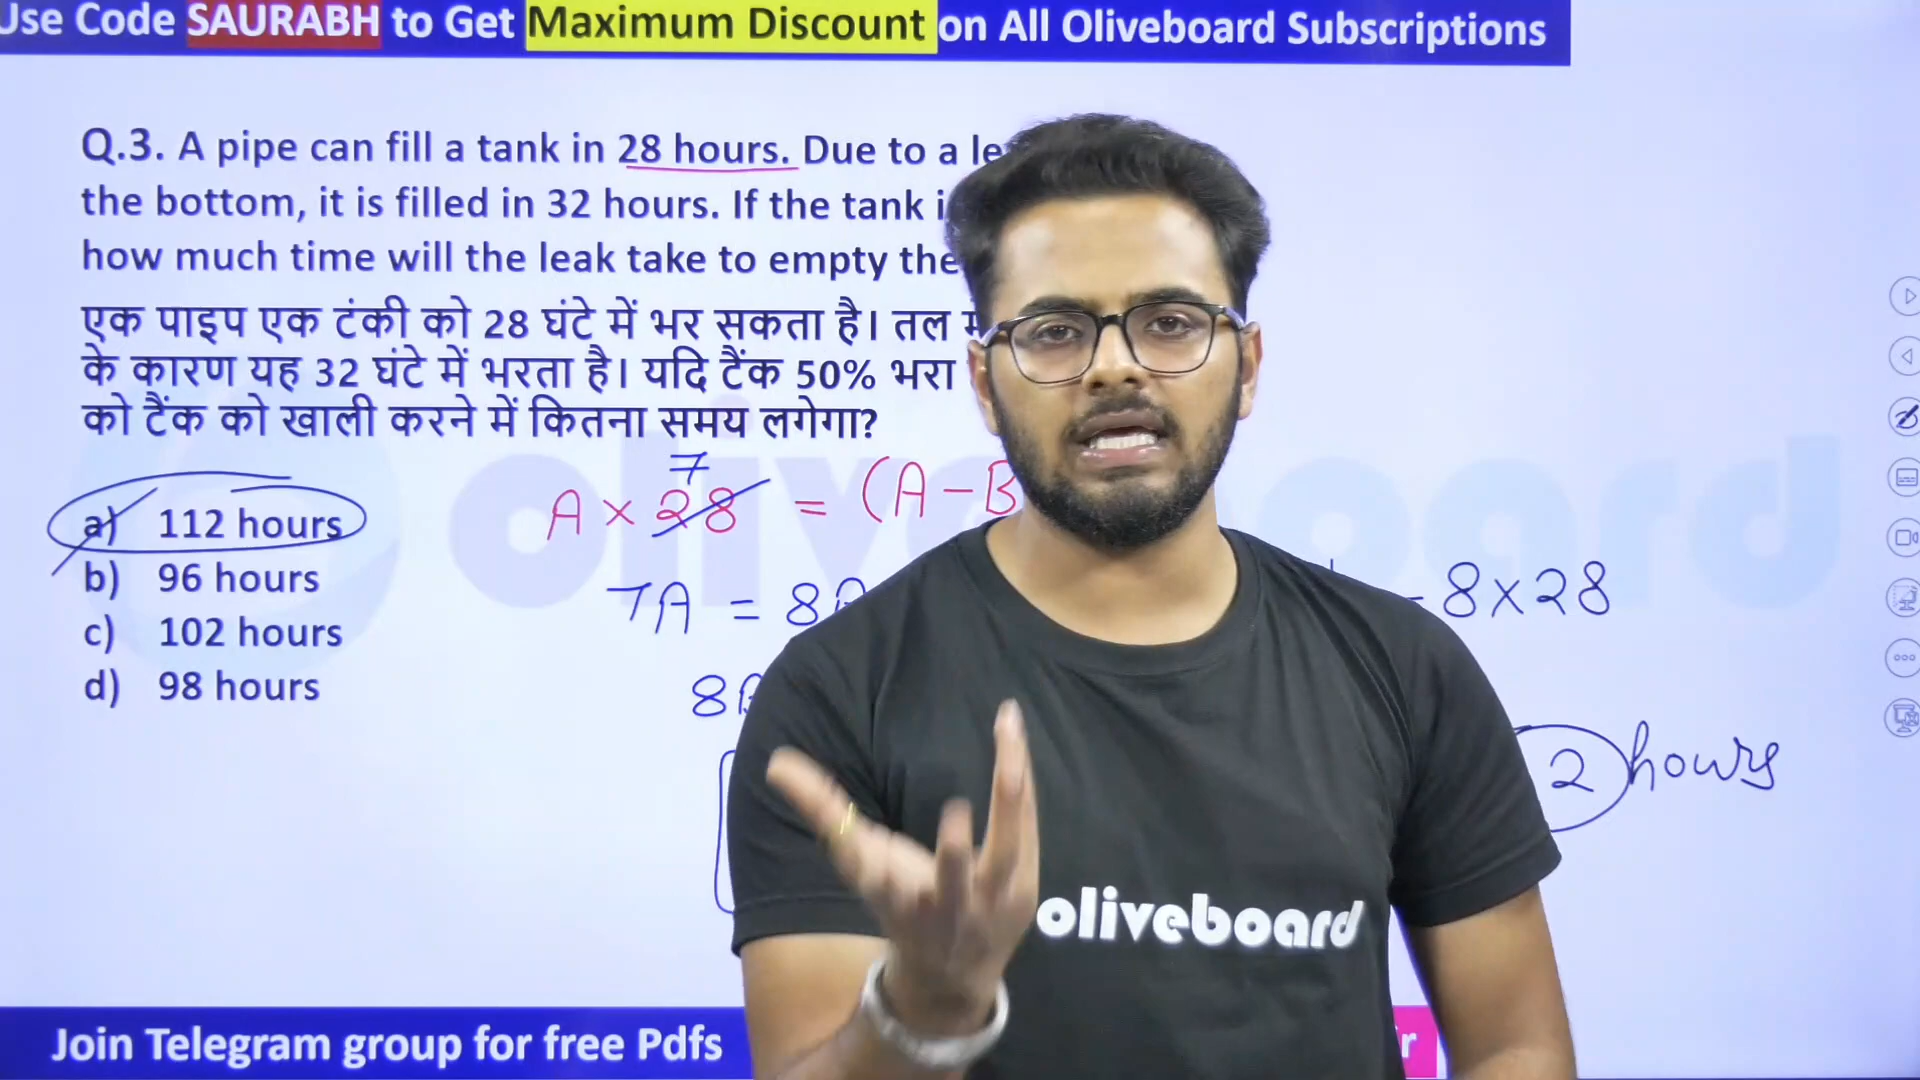 Use Code SAURABH to Get Maximum Discount on All Oliveboard Subscriptions
Q.3. A pipe can fill a tank in 28 hours. Due to a
the bottom, it is filled in 32 hours. If the tank
how much time will the leak take to empty the
एक पाइप एक टंकी को 28 घंटे में भर सकता है। तल
के कारण यह 32 घंटे में भरता है। यदि टैंक 50% भरा
को टैंक को खाली करने में कितना समय लगेगा?
a) 112 hours
b) 96 hours
c) 102 hours
d) 98 hours
7
A × 28 = (A - B
7A = 8A
8B
8×28
2 hours
oliveboard
oliveboard
Join Telegram group for free Pdfs